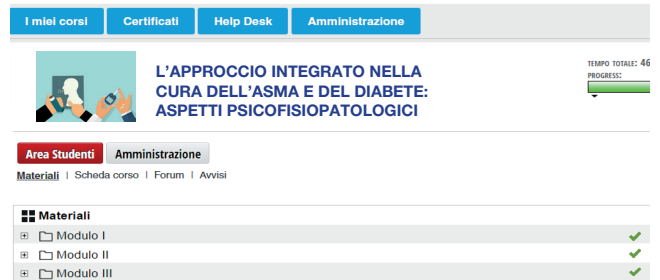 I miei corsi Certificati Help Desk Amministrazione
L'APPROCCIO INTEGRATO NELLA
CURA DELL'ASMA E DEL DIABETE:
ASPETTI PSICOFISIOPATOLOGICI
TEMPO TOTALE: 46
PROGRESS:
Area Studenti Amministrazione
Materiali | Scheda corso | Forum | Avvisi
Materiali
Modulo I
Modulo II
Modulo III